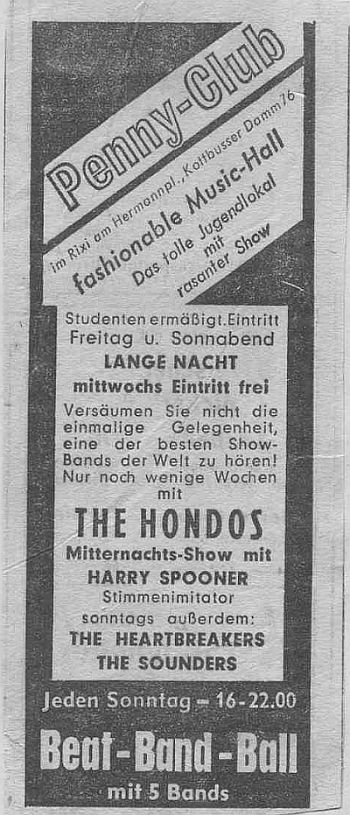 Penny-Club
im Rixi am Hermannpl., Kottbusser Damm 76
fashionable Music-Hall
Das tolle Jugendlokal
mit
rasanter Show
Studenten ermäßigt. Eintritt
Freitag u. Sonnabend
LANGE NACHT
mittwochs Eintritt frei
Versäumen Sie nicht die
einmalige Gelegenheit,
eine der besten Show-
Bands der Welt zu hören!
Nur noch wenige Wochen
mit
THE HONDOS
Mitternachts-Show mit
HARRY SPOONER
Stimmenimitator
sonntags außerdem:
THE HEARTBREAKERS
THE SOUNDERS
Jeden Sonntag – 16-22.00
Beat-Band-Ball
mit 5 Bands